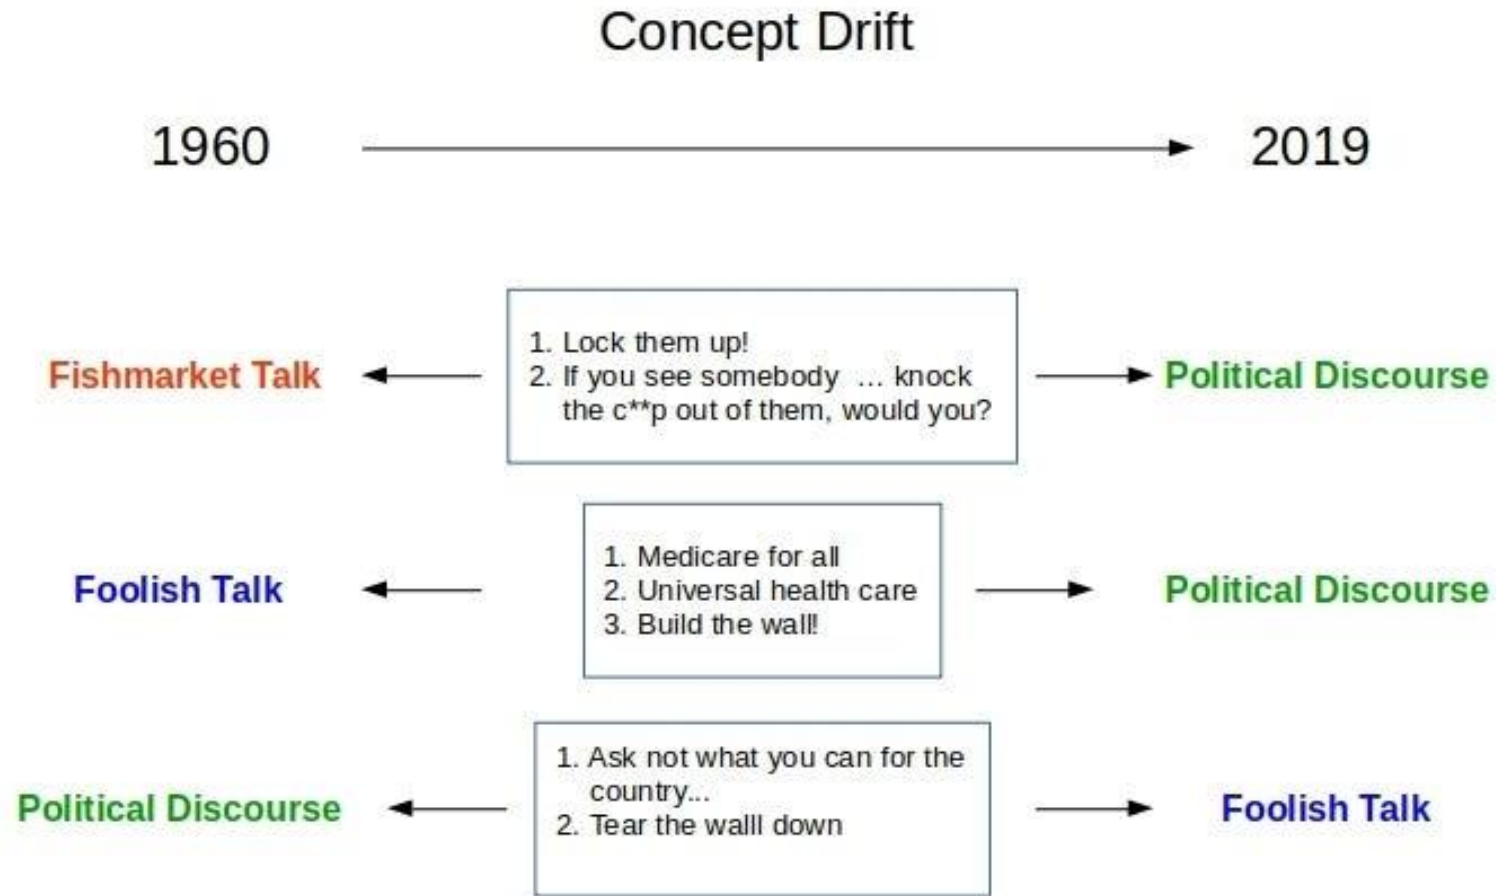 Concept Drift
1960 2019
1. Lock them up!
Fishmarket Talk 2. If you see somebody ... knock Political Discourse
the c**p out of them, would you?
1. Medicare for all
Foolish Talk 2. Universal health care Political Discourse
3. Build the wall!
1. Ask not what you can for the
country...
Political Discourse 2. Tear the walll down Foolish Talk